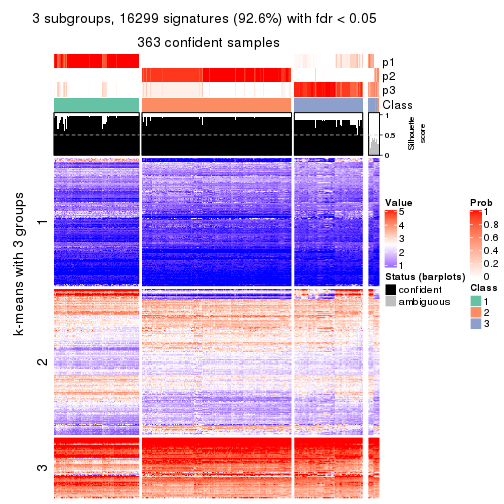 3 subgroups, 16299 signatures (92.6%) with fdr < 0.05
363 confident samples
p1
p2
p3
Class
1
0.5
0
Silhouette
score
k-means with 3 groups
1
2
3
Value
5
4
3
2
1
Prob
1
0.8
0.6
0.4
0.2
0
Status (barplots)
confident
ambiguous
Class
1
2
3